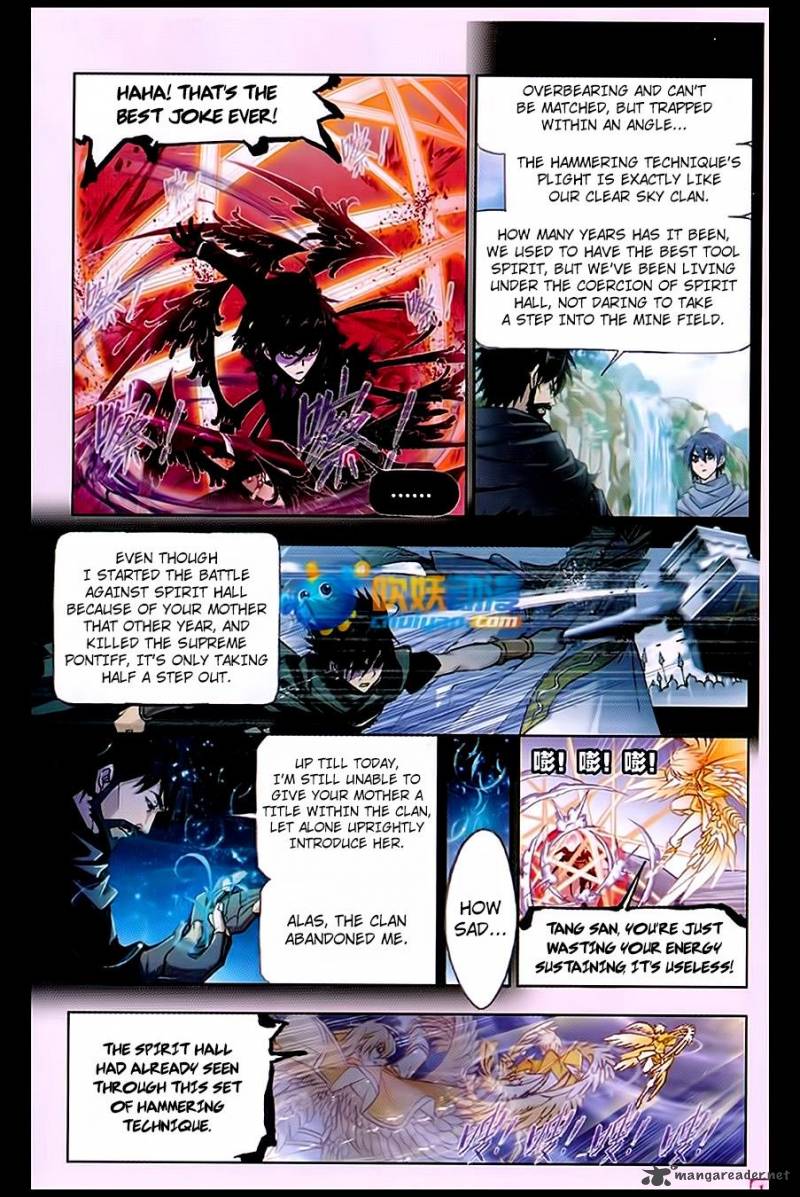 HAHA! THAT'S THE
BEST JOKE EVER!
OVERBEARING AND CAN'T
BE MATCHED, BUT TRAPPED
WITHIN AN ANGLE...
THE HAMMERING TECHNIQUE'S
PLIGHT IS EXACTLY LIKE
OUR CLEAR SKY CLAN.
HOW MANY YEARS HAS IT BEEN,
WE USED TO HAVE THE BEST TOOL
SPIRIT, BUT WE'VE BEEN LIVING
UNDER THE COERCION OF SPIRIT
HALL, NOT DARING TO TAKE
A STEP INTO THE MINE FIELD.
......
EVEN THOUGH
I STARTED THE BATTLE
AGAINST SPIRIT HALL
BECAUSE OF YOUR MOTHER
THAT OTHER YEAR, AND
KILLED THE SUPREME
PONTIFF, IT'S ONLY TAKING
HALF A STEP OUT.
吹妖动漫
chuiyao.com
UP TILL TODAY,
I'M STILL UNABLE TO
GIVE YOUR MOTHER A
TITLE WITHIN THE CLAN,
LET ALONE UPRIGHTLY
INTRODUCE HER.
ALAS, THE CLAN
ABANDONED ME.
HOW
SAD...
嘭！嘭！嘭！
TANG SAN, YOU'RE JUST
WASTING YOUR ENERGY
SUSTAINING, IT'S USELESS!
THE SPIRIT HALL
HAD ALREADY SEEN
THROUGH THIS SET
OF HAMMERING
TECHNIQUE.
mangareader.net